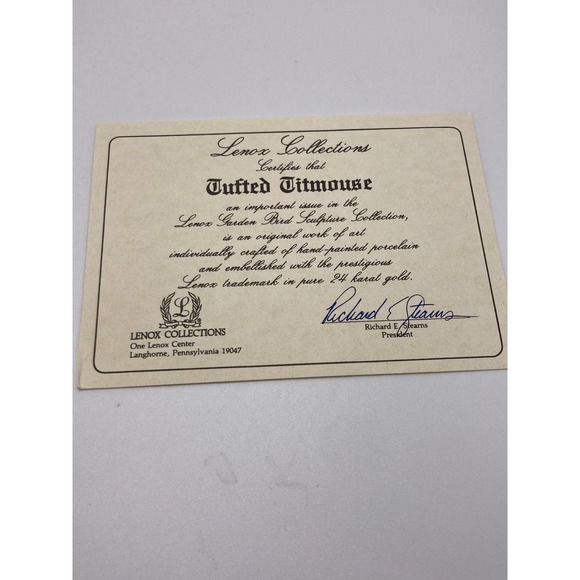 Lenox Collections
Certifies that
Tufted Titmouse
an important issue in the
Lenox Garden Bird Sculpture Collection,
is an original work of art
individually crafted of hand-painted porcelain
and embellished with the prestigious
Lenox trademark in pure 24 karat gold.
L
LENOX COLLECTIONS
One Lenox Center
Langhorne, Pennsylvania 19047
Richard E. Stearns
Richard E. Stearns
President